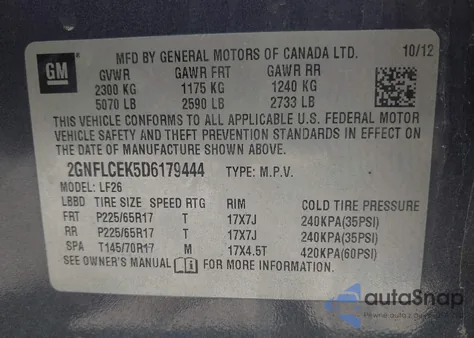 GM
MFD BY GENERAL MOTORS OF CANADA LTD. 10/12
GVWR GAWR FRT GAWR RR
2300 KG 1175 KG 1240 KG
5070 LB 2590 LB 2733 LB
THIS VEHICLE CONFORMS TO ALL APPLICABLE U.S. FEDERAL MOTOR
VEHICLE SAFETY AND THEFT PREVENTION STANDARDS IN EFFECT ON
THE DATE OF MANUFACTURE SHOWN ABOVE.
2GNFLCEK5D6179444 TYPE: M.P.V.
MODEL: LF26
LBBD TIRE SIZE SPEED RTG RIM COLD TIRE PRESSURE
FRT P225/65R17 T 17X7J 240KPA(35PSI)
RR P225/65R17 T 17X7J 240KPA(35PSI)
SPA T145/70R17 M 17X4.5T 420KPA(60PSI)
SEE OWNER'S MANUAL i FOR MORE INFORMATION.
autaSnap